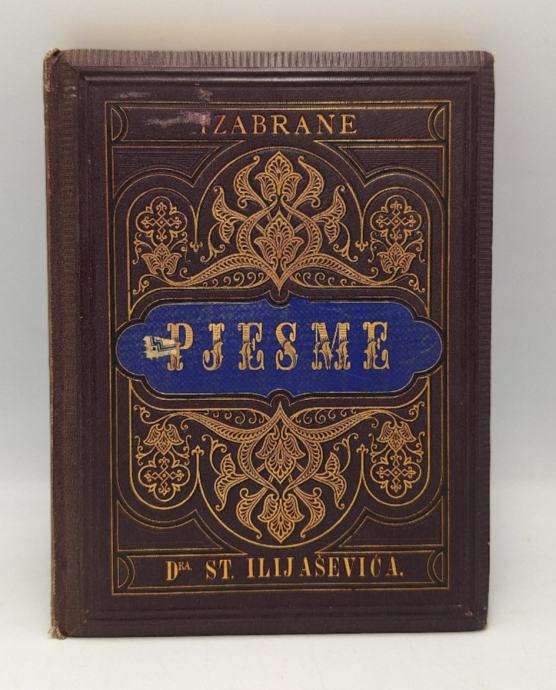 IZABRANE
PJESME
DRA. ST. ILIJAŠEVIĆA.